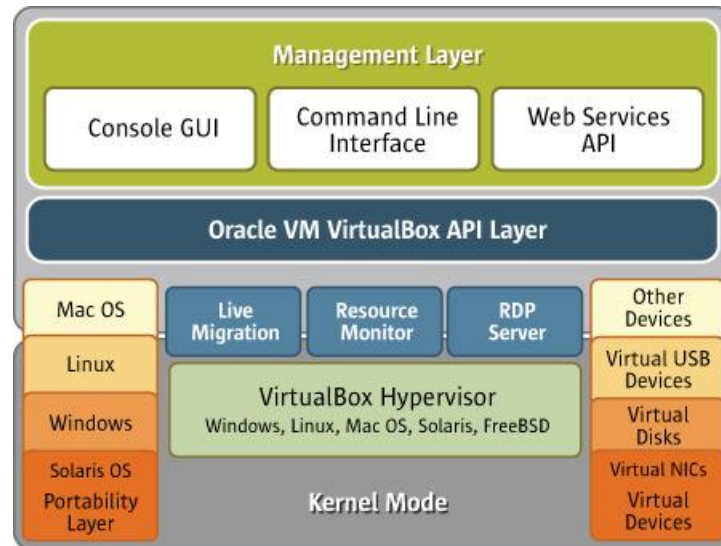 Management Layer
Console GUI
Command Line
Interface
Web Services
API
Oracle VM VirtualBox API Layer
Mac OS
Linux
Windows
Solaris OS
Portability
Layer
Live
Migration
Resource
Monitor
RDP
Server
VirtualBox Hypervisor
Windows, Linux, Mac OS, Solaris, FreeBSD
Kernel Mode
Other
Devices
Virtual USB
Devices
Virtual
Disks
Virtual NICs
Virtual
Devices